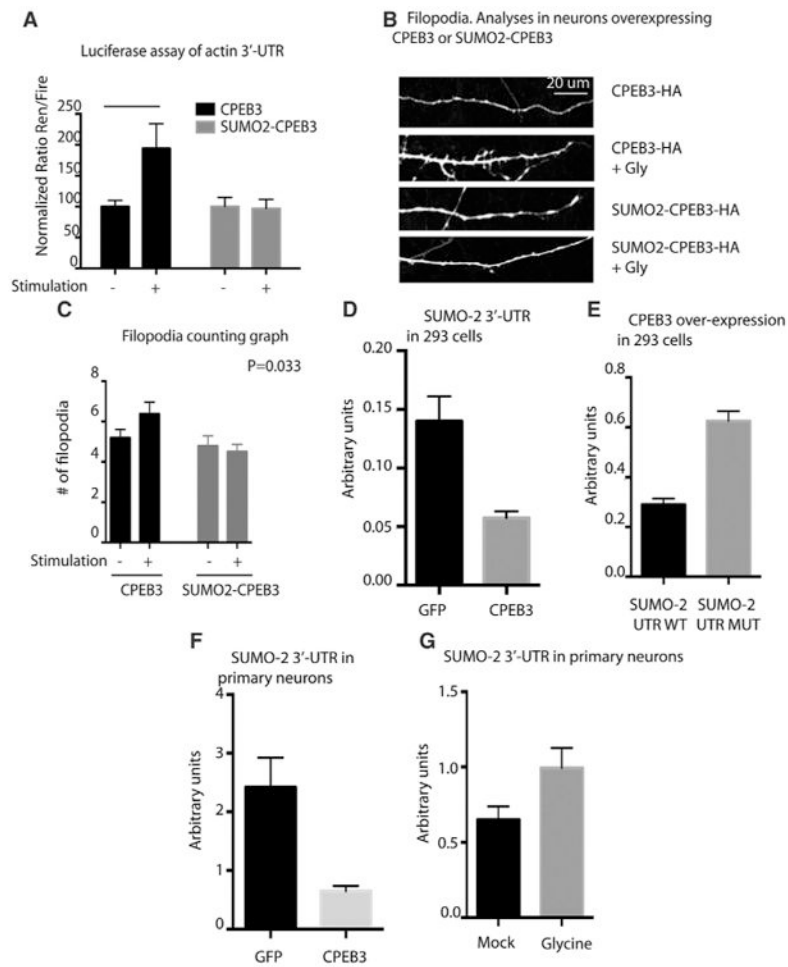 A
Luciferase assay of actin 3’-UTR
CPEB3
SUMO2-CPEB3
Normalized Ratio Ren/Fire
250
200
150
100
50
0
Stimulation - + - +
B Filopodia. Analyses in neurons overexpressing
CPEB3 or SUMO2-CPEB3
20 um
CPEB3-HA
CPEB3-HA
+ Gly
SUMO2-CPEB3-HA
SUMO2-CPEB3-HA
+ Gly
C
Filopodia counting graph
P=0.033
# of filopodia
8
6
4
2
0
Stimulation - + - +
CPEB3 SUMO2-CPEB3
D SUMO-2 3’-UTR
in 293 cells
Arbitrary units
0.20
0.15
0.10
0.05
0.00
GFP CPEB3
E CPEB3 over-expression
in 293 cells
Arbitrary units
0.8
0.6
0.4
0.2
0.0
SUMO-2 SUMO-2
UTR WT UTR MUT
F
SUMO-2 3’-UTR in
primary neurons
Arbitrary units
4
3
2
1
0
GFP CPEB3
G
SUMO-2 3’-UTR in primary neurons
Arbitrary units
1.5
1.0
0.5
1.0
Mock Glycine